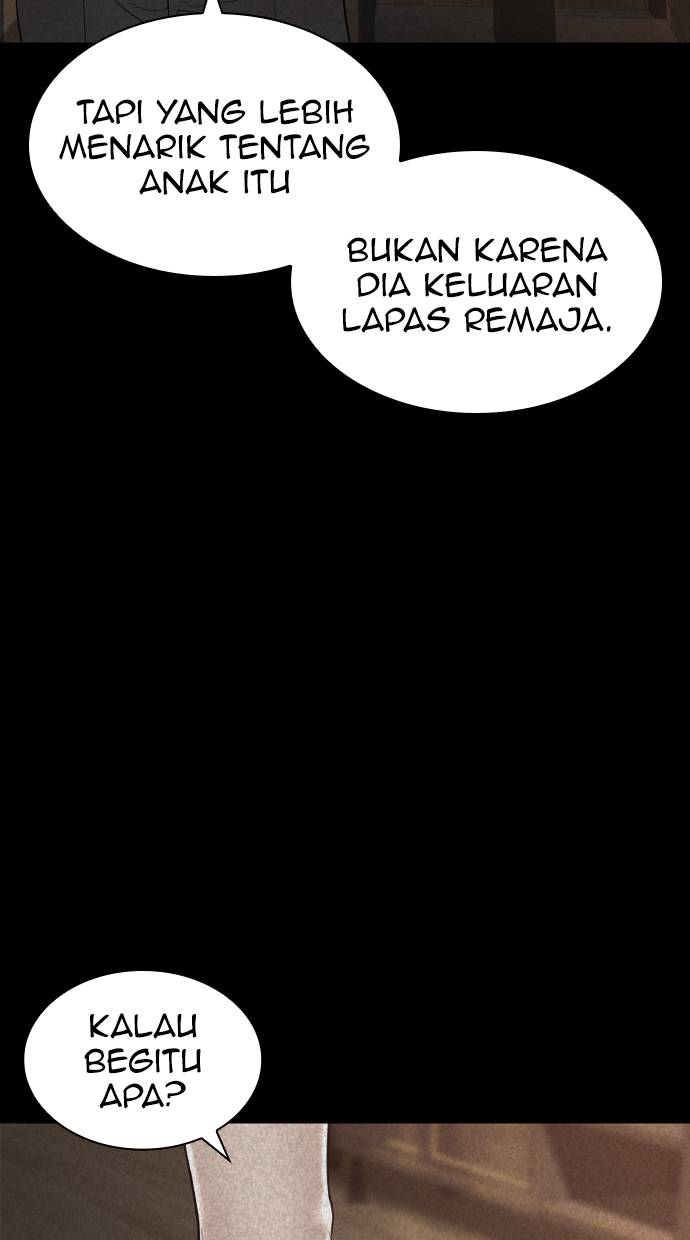 TAPI YANG LEBIH
MENARIK TENTANG
ANAK ITU
BUKAN KARENA
DIA KELUARAN
LAPAS REMAJA.
KALAU
BEGITU
APA?